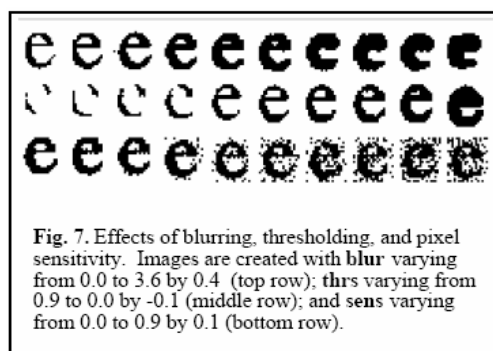 e e e e e e e e e e
e e e e e e e
e e e e e e e e e e
Fig. 7. Effects of blurring, thresholding, and pixel
sensitivity. Images are created with blur varying
from 0.0 to 3.6 by 0.4 (top row); thrs varying from
0.9 to 0.0 by -0.1 (middle row); and sens varying
from 0.0 to 0.9 by 0.1 (bottom row).